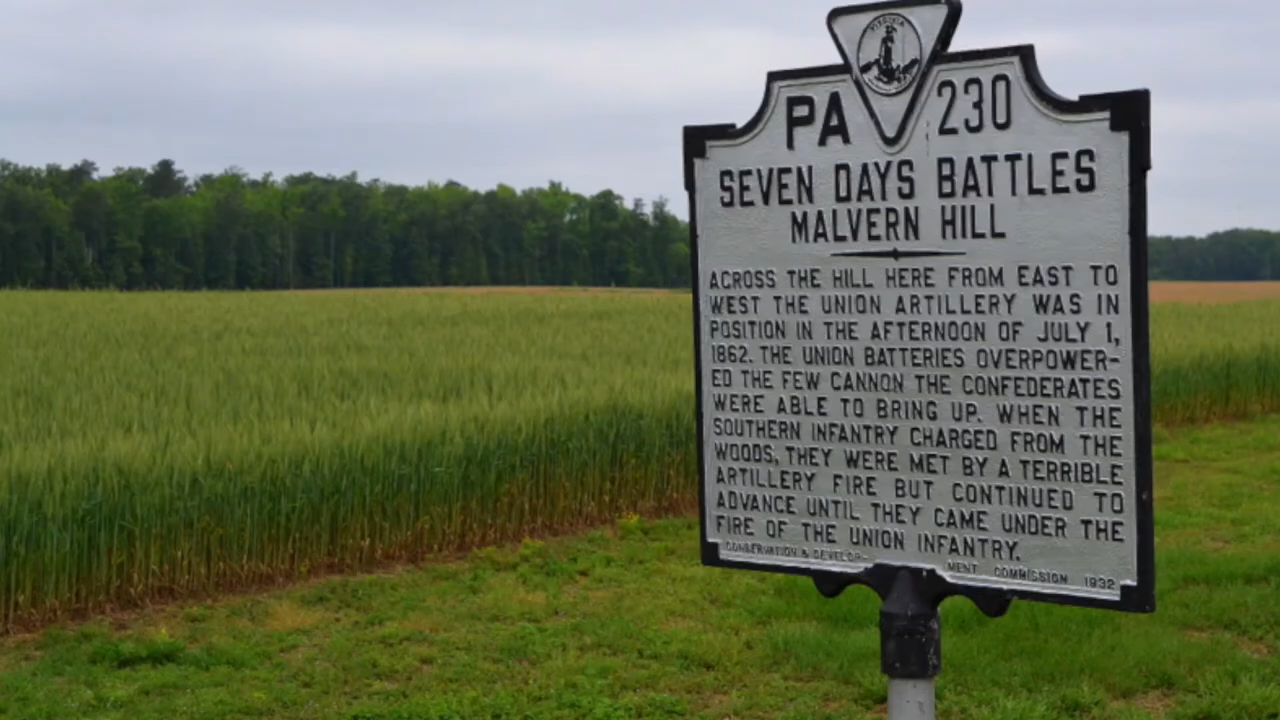 VIRGINIA
PA 230
SEVEN DAYS BATTLES
MALVERN HILL
ACROSS THE HILL HERE FROM EAST TO
WEST THE UNION ARTILLERY WAS IN
POSITION IN THE AFTERNOON OF JULY 1,
1862. THE UNION BATTERIES OVERPOWER-
ED THE FEW CANNON THE CONFEDERATES
WERE ABLE TO BRING UP. WHEN THE
SOUTHERN INFANTRY CHARGED FROM THE
WOODS, THEY WERE MET BY A TERRIBLE
ARTILLERY FIRE BUT CONTINUED TO
ADVANCE UNTIL THEY CAME UNDER THE
FIRE OF THE UNION INFANTRY.
CONSERVATION & DEVELOP-
MENT COMMISSION 1932